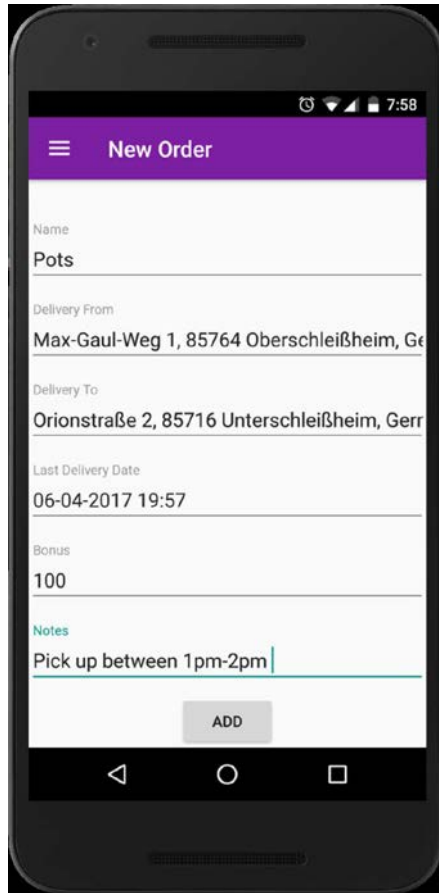 7:58
New Order
Name
Pots
Delivery From
Max-Gaul-Weg 1, 85764 Oberschleißheim, Ge
Delivery To
Orionstraße 2, 85716 Unterschleißheim, Gerr
Last Delivery Date
06-04-2017 19:57
Bonus
100
Notes
Pick up between 1pm-2pm
ADD